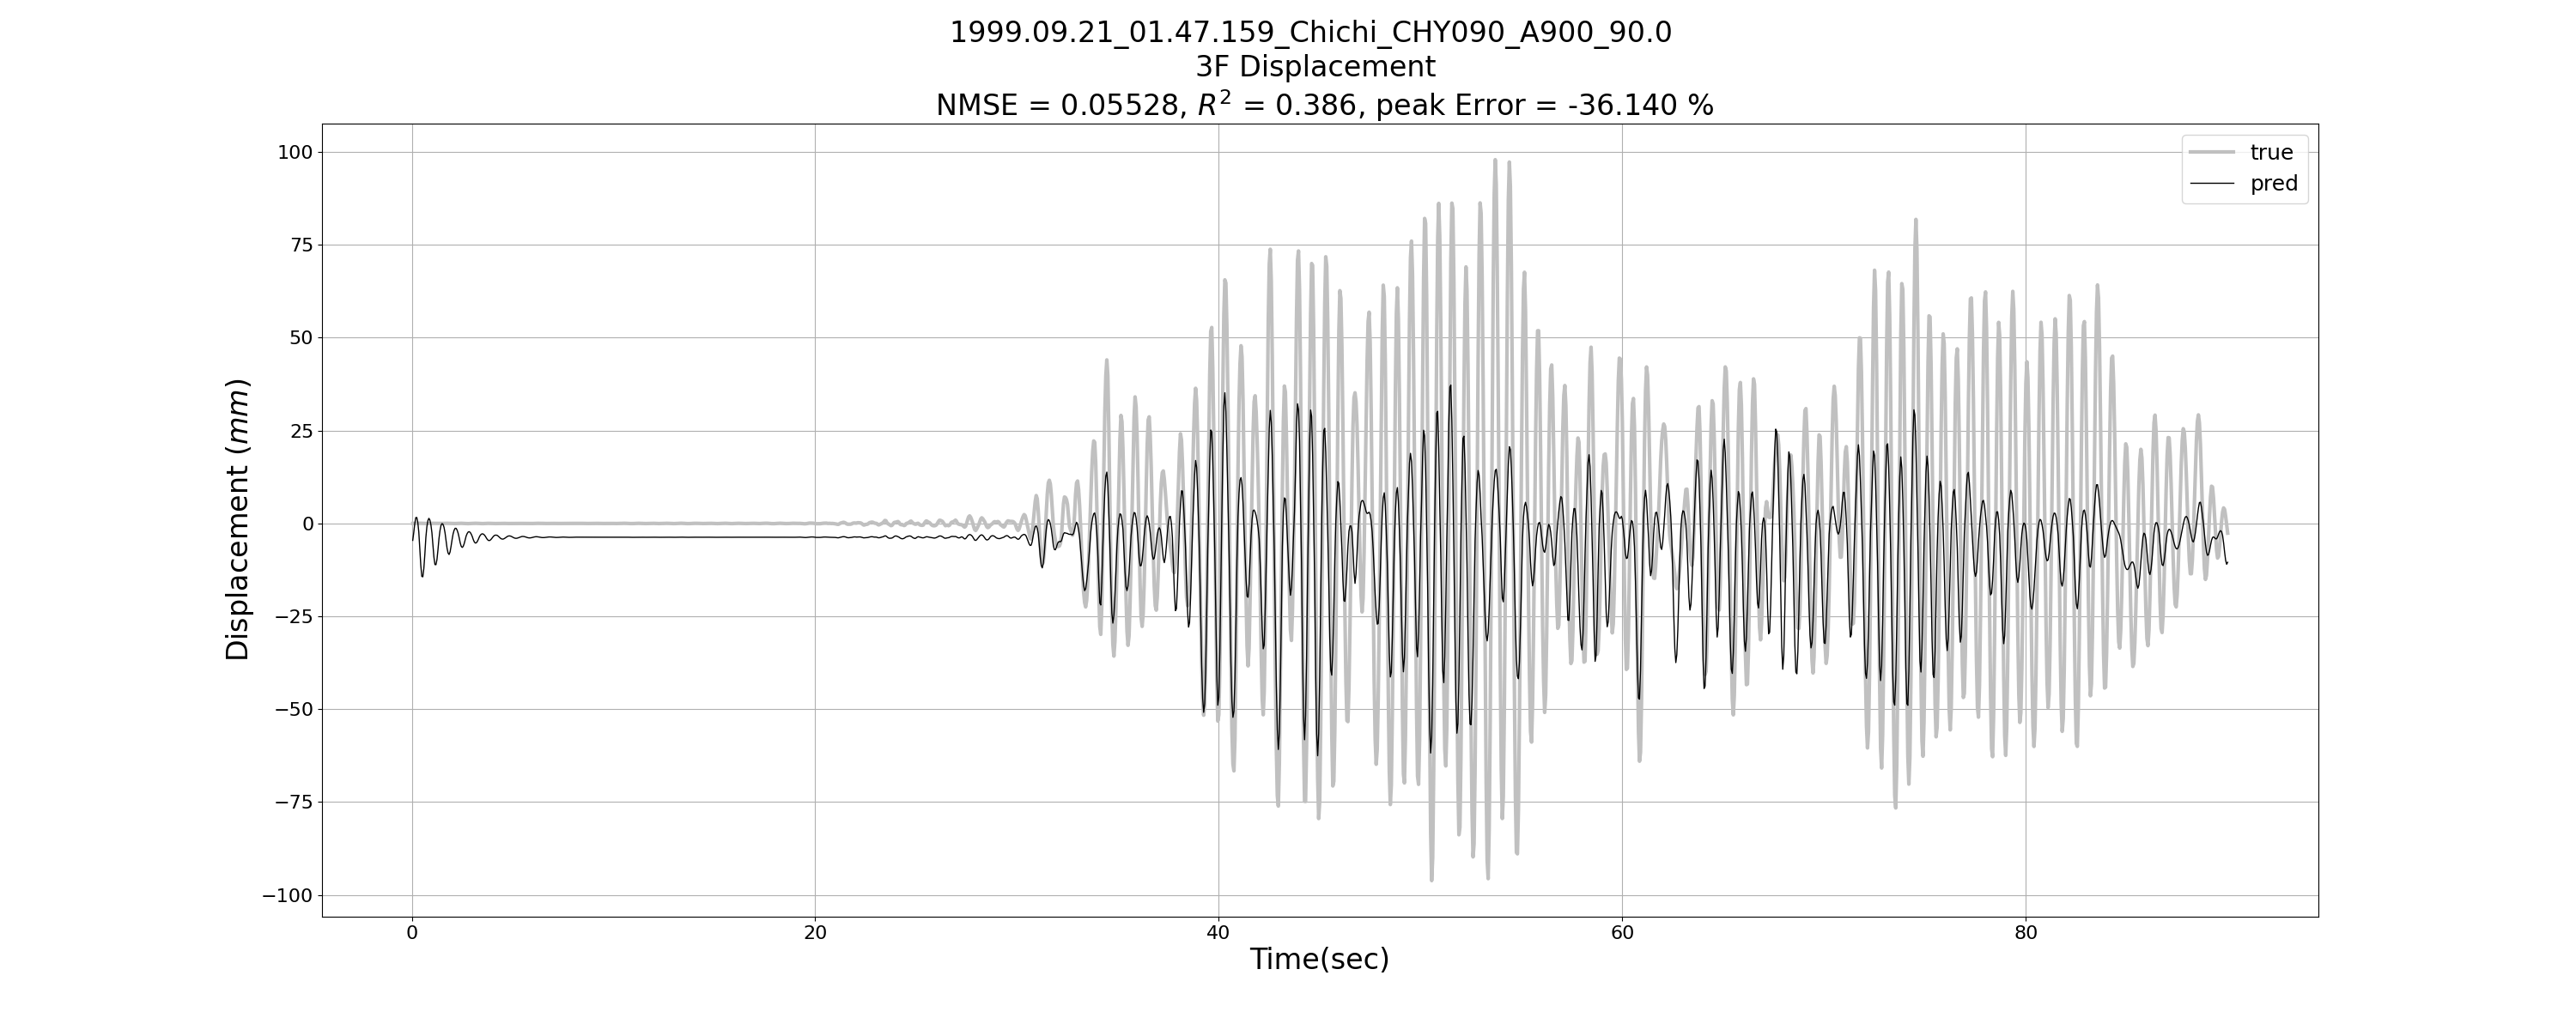 1999.09.21_01.47.159_Chichi_CHY090_A900_90.0
3F Displacement
NMSE = 0.05528, R² = 0.386, peak Error = -36.140 %
true
pred
100
75
50
25
0
−25
−50
−75
−100
Displacement (mm)
0 20 40 60 80
Time(sec)